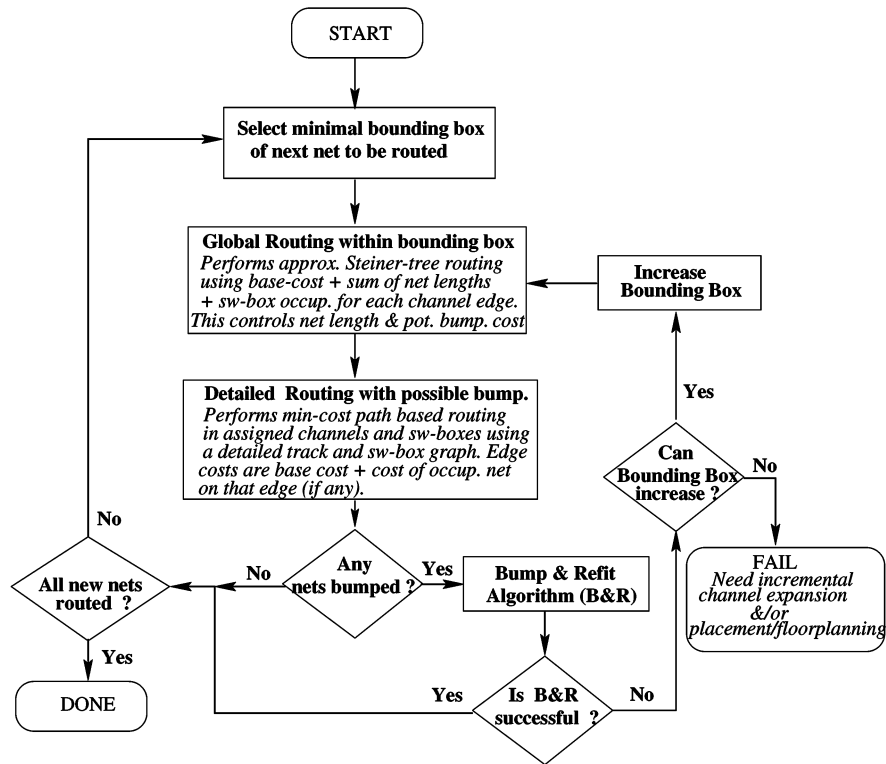 START
Select minimal bounding box
of next net to be routed
Global Routing within bounding box
Performs approx. Steiner-tree routing
using base-cost + sum of net lengths
+ sw-box occup. for each channel edge.
This controls net length & pot. bump. cost
Increase
Bounding Box
Detailed Routing with possible bump.
Performs min-cost path based routing
in assigned channels and sw-boxes using
a detailed track and sw-box graph. Edge
costs are base cost + cost of occup. net
on that edge (if any).
Yes
Can
Bounding Box
increase ?
No
No
All new nets
routed ?
No
Any
nets bumped ?
Yes
Bump & Refit
Algorithm (B&R)
FAIL
Need incremental
channel expansion
&/or
placement/floorplanning
Yes
DONE
Yes
Is B&R
successful ?
No